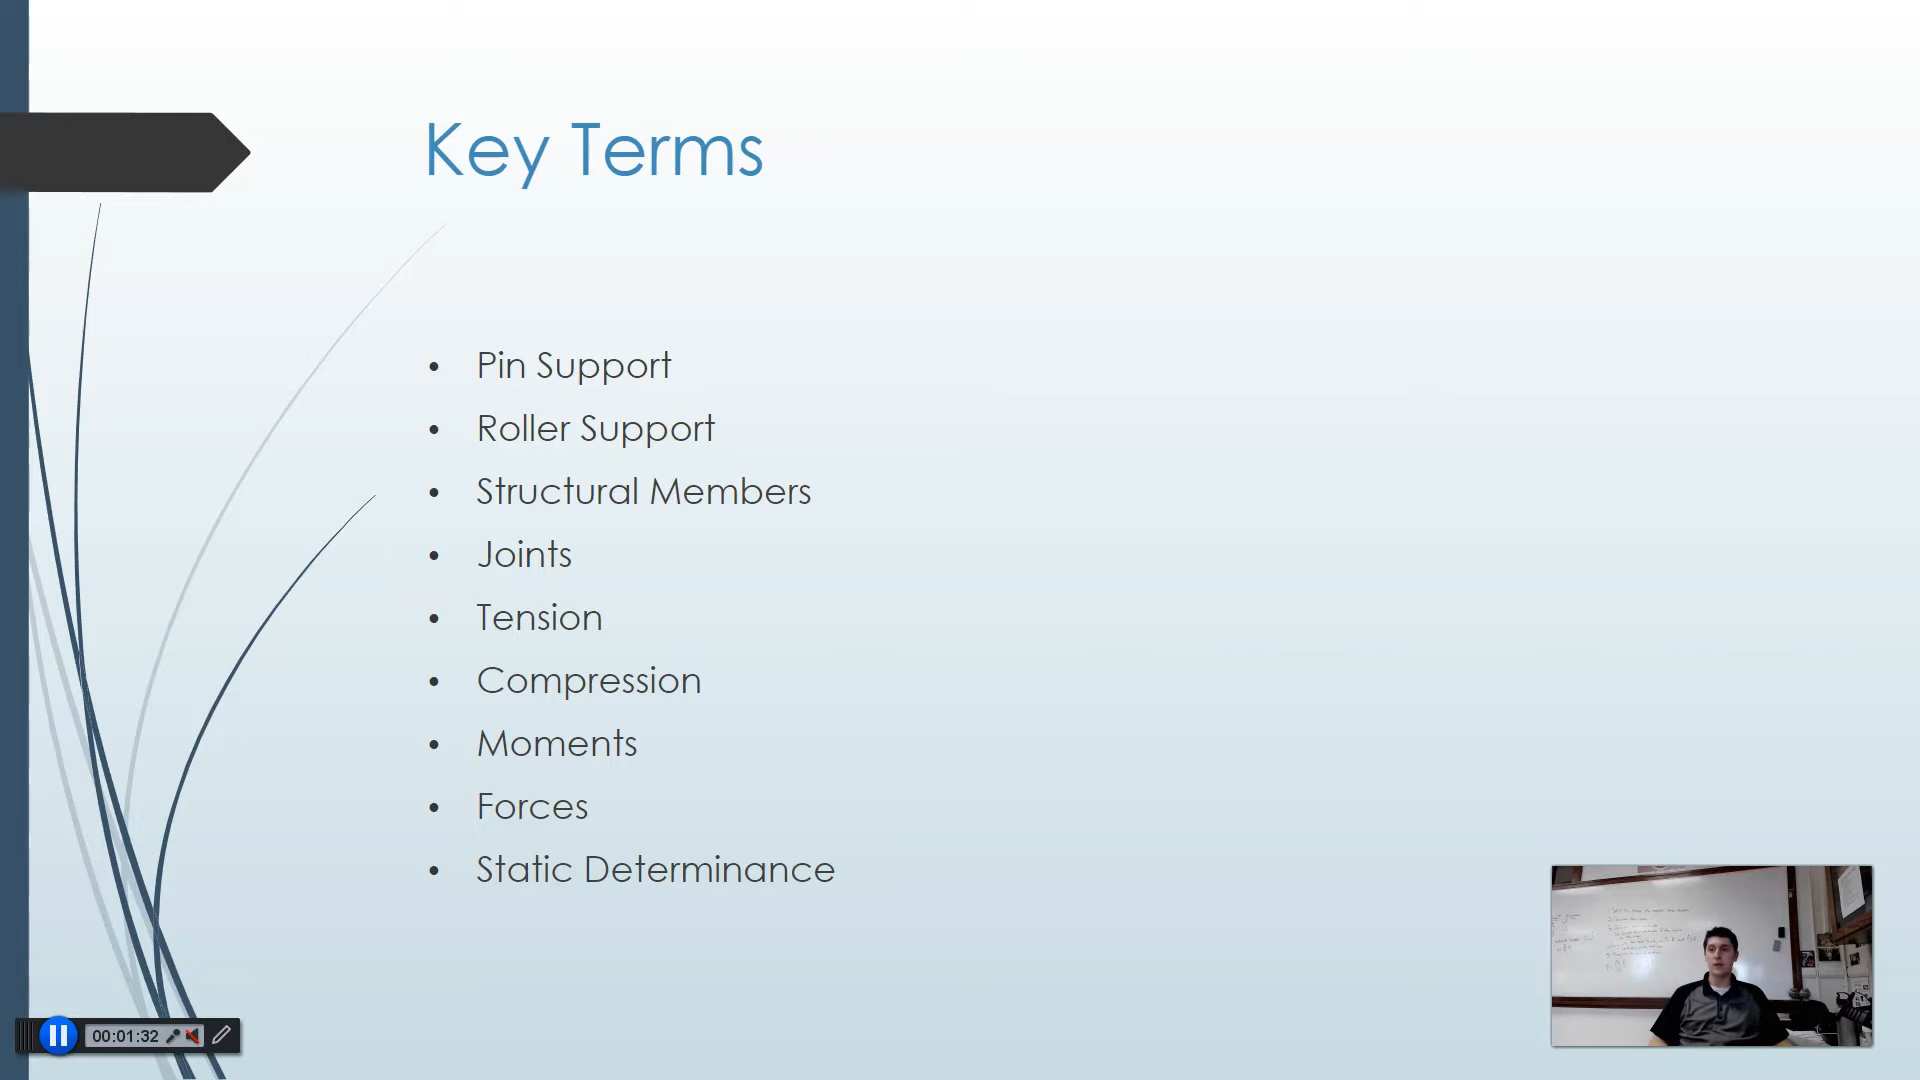 Key Terms
• Pin Support
• Roller Support
• Structural Members
• Joints
• Tension
• Compression
• Moments
• Forces
• Static Determinance
00:01:32